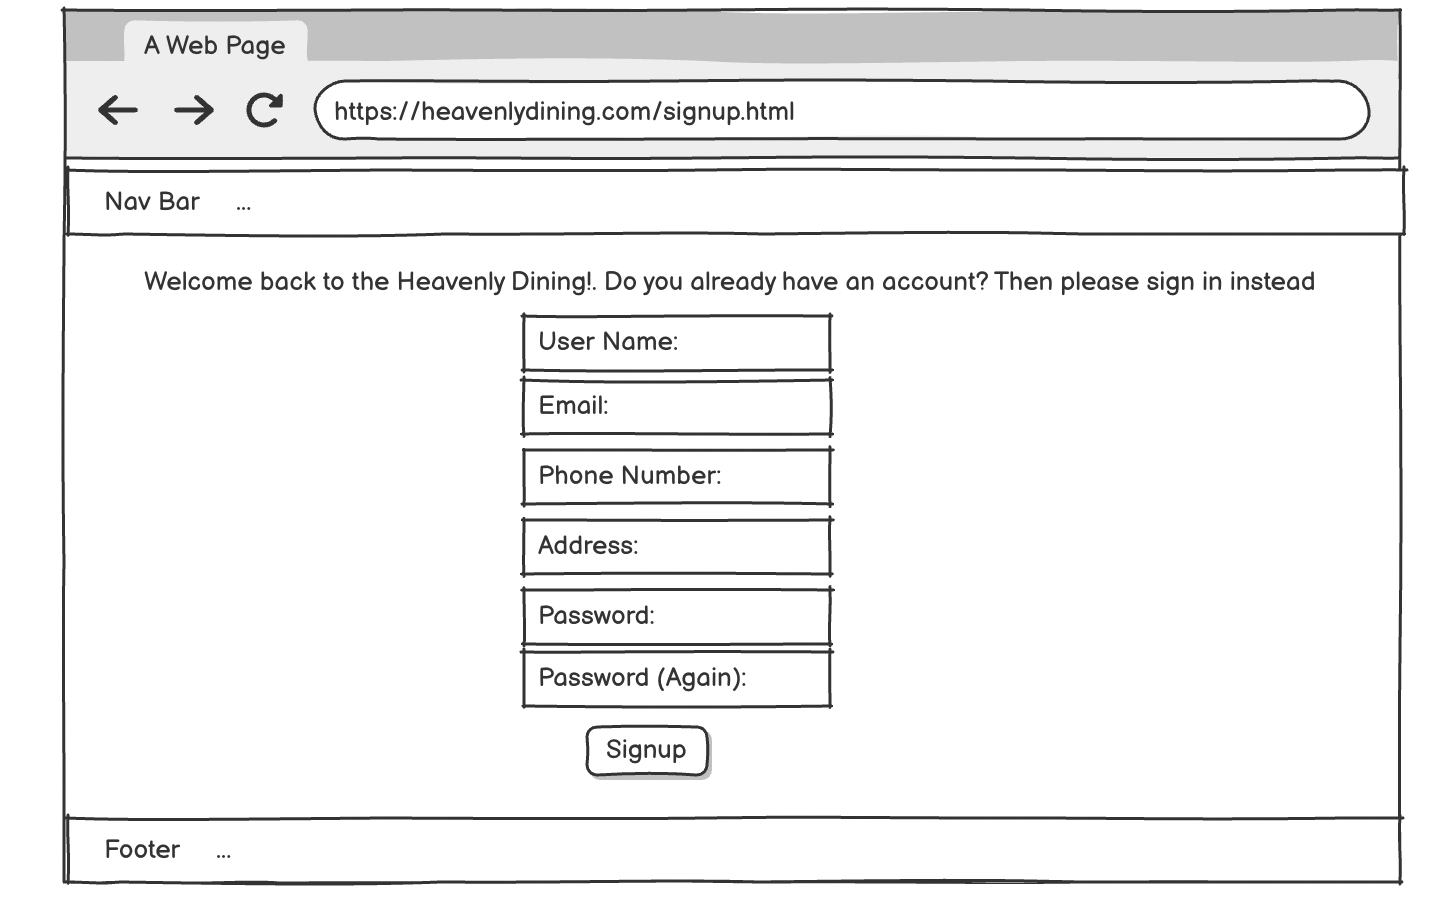 A Web Page
https://heavenlydining.com/signup.html
Nav Bar ...
Welcome back to the Heavenly Dining!. Do you already have an account? Then please sign in instead
User Name:
Email:
Phone Number:
Address:
Password:
Password (Again):
Signup
Footer ...